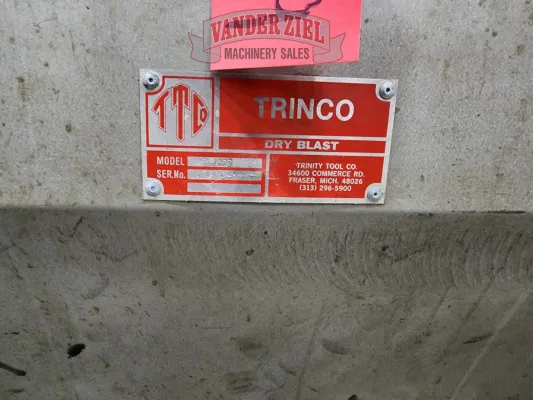 VANDER ZIEL
MACHINERY SALES
TTCo
TRINCO
DRY BLAST
MODEL
SER.No.
TRINITY TOOL CO.
34600 COMMERCE RD.
FRASER, MICH. 48026
(313) 296-5900